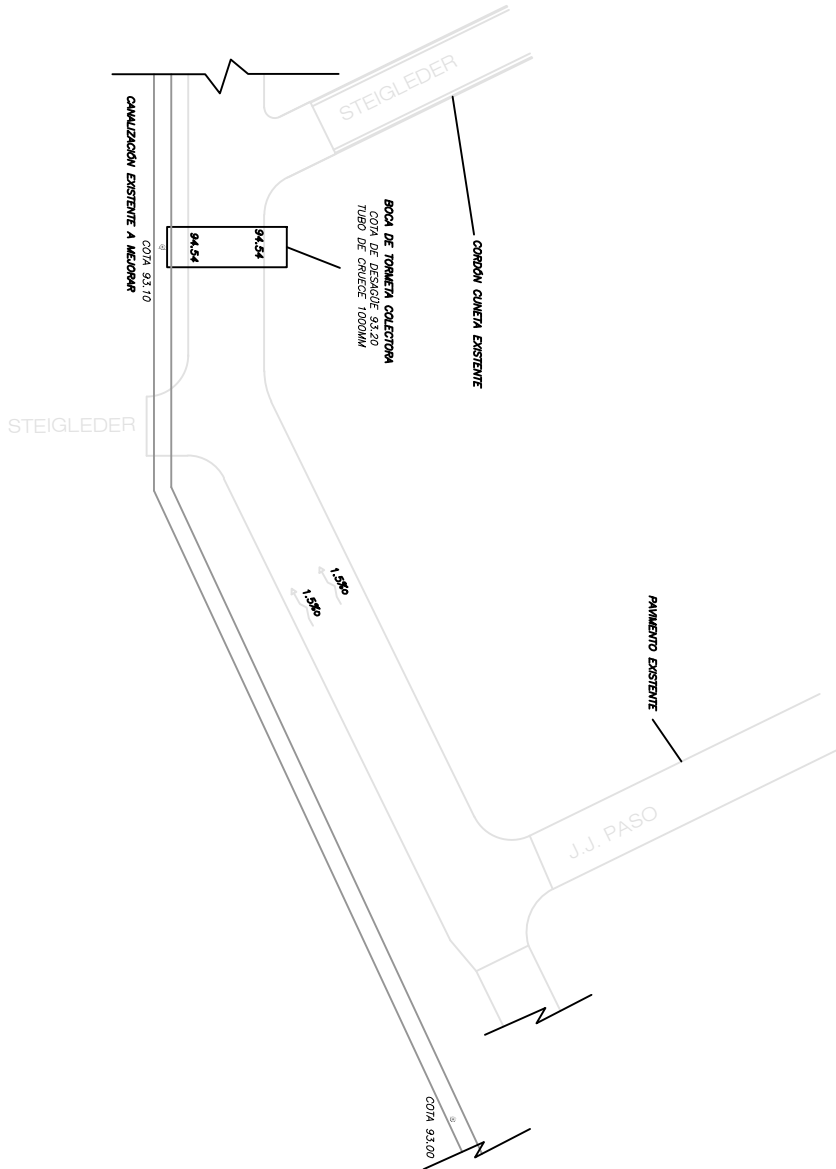 STEIGLEDER
CORDÓN CUNETA EXISTENTE
BOCA DE TORMETA COLECTORA
COTA DE DESAGÜE 93.20
TUBO DE CRUECE 1000MM
94.54
94.54
COTA 93.10
CANALIZACIÓN EXISTENTE A MEJORAR
STEIGLEDER
1.5%o
1.5%o
PAVIMENTO EXISTENTE
J.J. PASO
COTA 93.00